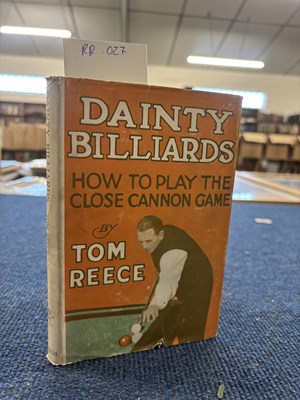 RR .027
DAINTY
BILLIARDS
HOW TO PLAY THE
CLOSE CANNON GAME
BY
TOM
REECE